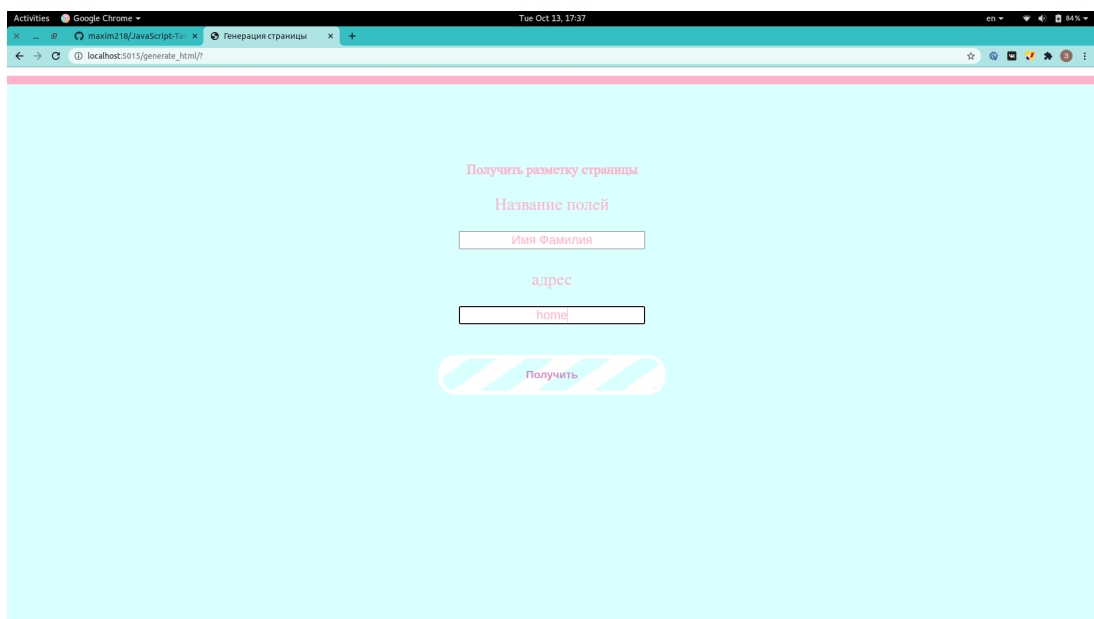 Activities Google Chrome Tue Oct 13, 17:37 en 84%
maxim218/JavaScript-Tas Генерация страницы
localhost:5015/generate_html/?
Получить разметку страницы
Название полей
Имя Фамилия
адрес
home
Получить